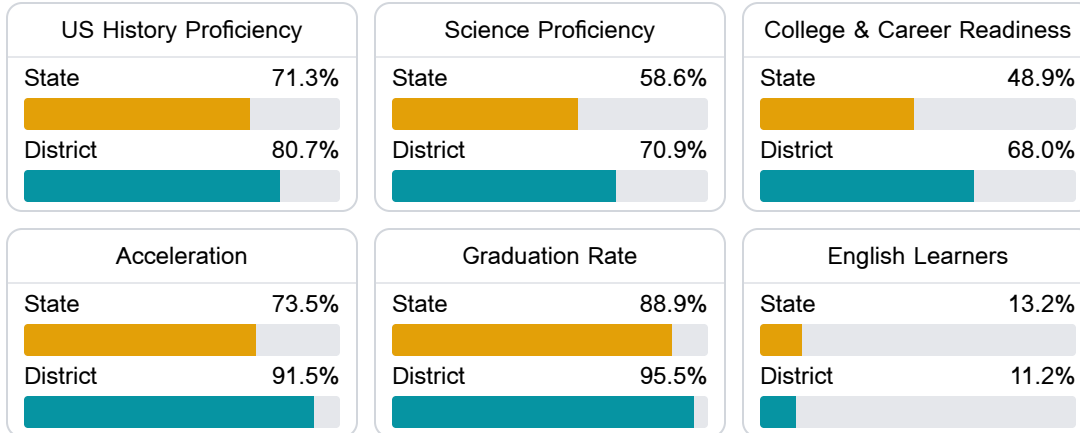 US History Proficiency
State 71.3%
District 80.7%
Science Proficiency
State 58.6%
District 70.9%
College & Career Readiness
State 48.9%
District 68.0%
Acceleration
State 73.5%
District 91.5%
Graduation Rate
State 88.9%
District 95.5%
English Learners
State 13.2%
District 11.2%